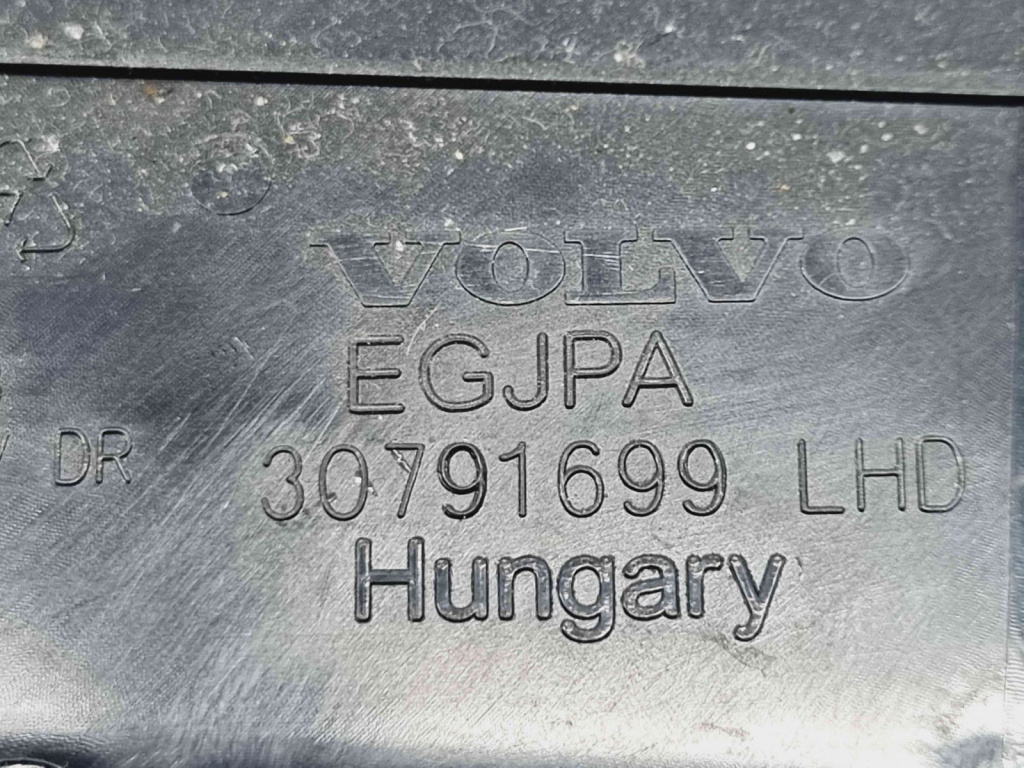 VOLVO
EGJPA
DR 30791699 LHD
Hungary